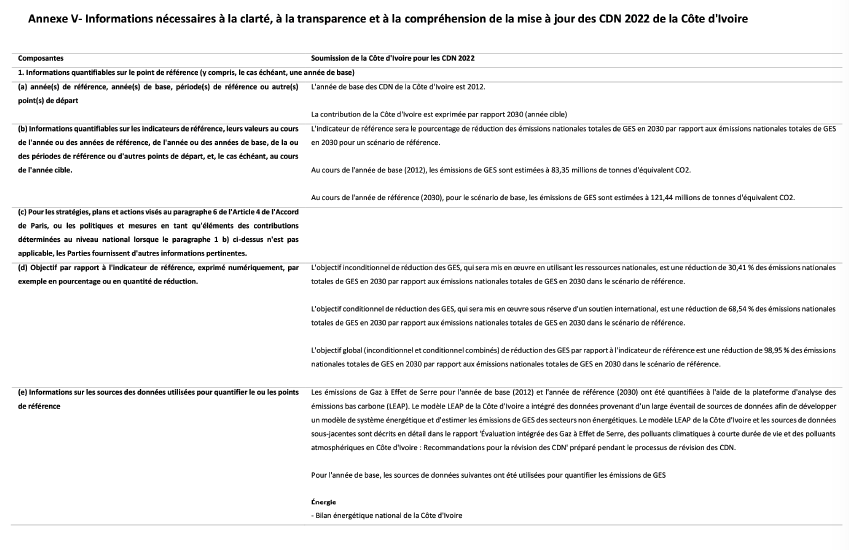 Annexe V- Informations nécessaires à la clarté, à la transparence et à la compréhension de la mise à jour des CDN 2022 de la Côte d'Ivoire
Composantes
Soumission de la Côte d'Ivoire pour les CDN 2022
1. Informations quantifiables sur le point de référence (y compris, le cas échéant, une année de base)
(a) année(s) de référence, année(s) de base, période(s) de référence ou autre(s)
point(s) de départ
L'année de base des CDN de la Côte d'Ivoire est 2012.
La contribution de la Côte d'Ivoire est exprimée par rapport 2030 (année cible)
(b) Informations quantifiables sur les indicateurs de référence, leurs valeurs au cours
de l'année ou des années de référence, de l'année ou des années de base, de la ou
des périodes de référence ou d'autres points de départ, et, le cas échéant, au cours
de l'année cible.
L'indicateur de référence sera le pourcentage de réduction des émissions nationales totales de GES en 2030 par rapport aux émissions nationales totales de GES
en 2030 pour un scénario de référence.
Au cours de l'année de base (2012), les émissions de GES sont estimées à 83,35 millions de tonnes d'équivalent CO2.
Au cours de l'année de référence (2030), pour le scénario de base, les émissions de GES sont estimées à 121,44 millions de tonnes d'équivalent CO2.
(c) Pour les stratégies, plans et actions visés au paragraphe 6 de l'Article 4 de l'Accord
de Paris, ou les politiques et mesures en tant qu'éléments des contributions
déterminées au niveau national lorsque le paragraphe 1 b) ci-dessus n'est pas
applicable, les Parties fournissent d'autres informations pertinentes.
(d) Objectif par rapport à l'indicateur de référence, exprimé numériquement, par
exemple en pourcentage ou en quantité de réduction.
L'objectif inconditionnel de réduction des GES, qui sera mis en œuvre en utilisant les ressources nationales, est une réduction de 30,41 % des émissions nationales
totales de GES en 2030 par rapport aux émissions nationales totales de GES en 2030 dans le scénario de référence.
L'objectif conditionnel de réduction des GES, qui sera mis en œuvre sous réserve d'un soutien international, est une réduction de 68,54 % des émissions nationales
totales de GES en 2030 par rapport aux émissions nationales totales de GES en 2030 dans le scénario de référence.
L'objectif global (inconditionnel et conditionnel combinés) de réduction des GES par rapport à l'indicateur de référence est une réduction de 98,95 % des émissions
nationales totales de GES en 2030 par rapport aux émissions nationales totales de GES en 2030 dans le scénario de référence.
(e) Informations sur les sources des données utilisées pour quantifier le ou les points
de référence
Les émissions de Gaz à Effet de Serre pour l'année de base (2012) et l'année de référence (2030) ont été quantifiées à l'aide de la plateforme d'analyse des
émissions bas carbone (LEAP). Le modèle LEAP de la Côte d'Ivoire a intégré des données provenant d'un large éventail de sources de données afin de développer
un modèle de système énergétique et d'estimer les émissions de GES des secteurs non énergétiques. Le modèle LEAP de la Côte d'Ivoire et les sources de données
sous-jacentes sont décrits en détail dans le rapport 'Évaluation intégrée des Gaz à Effet de Serre, des polluants climatiques à courte durée de vie et des polluants
atmosphériques en Côte d'Ivoire : Recommandations pour la révision des CDN' préparé pendant le processus de révision des CDN.
Pour l'année de base, les sources de données suivantes ont été utilisées pour quantifier les émissions de GES
Énergie
- Bilan énergétique national de la Côte d'Ivoire